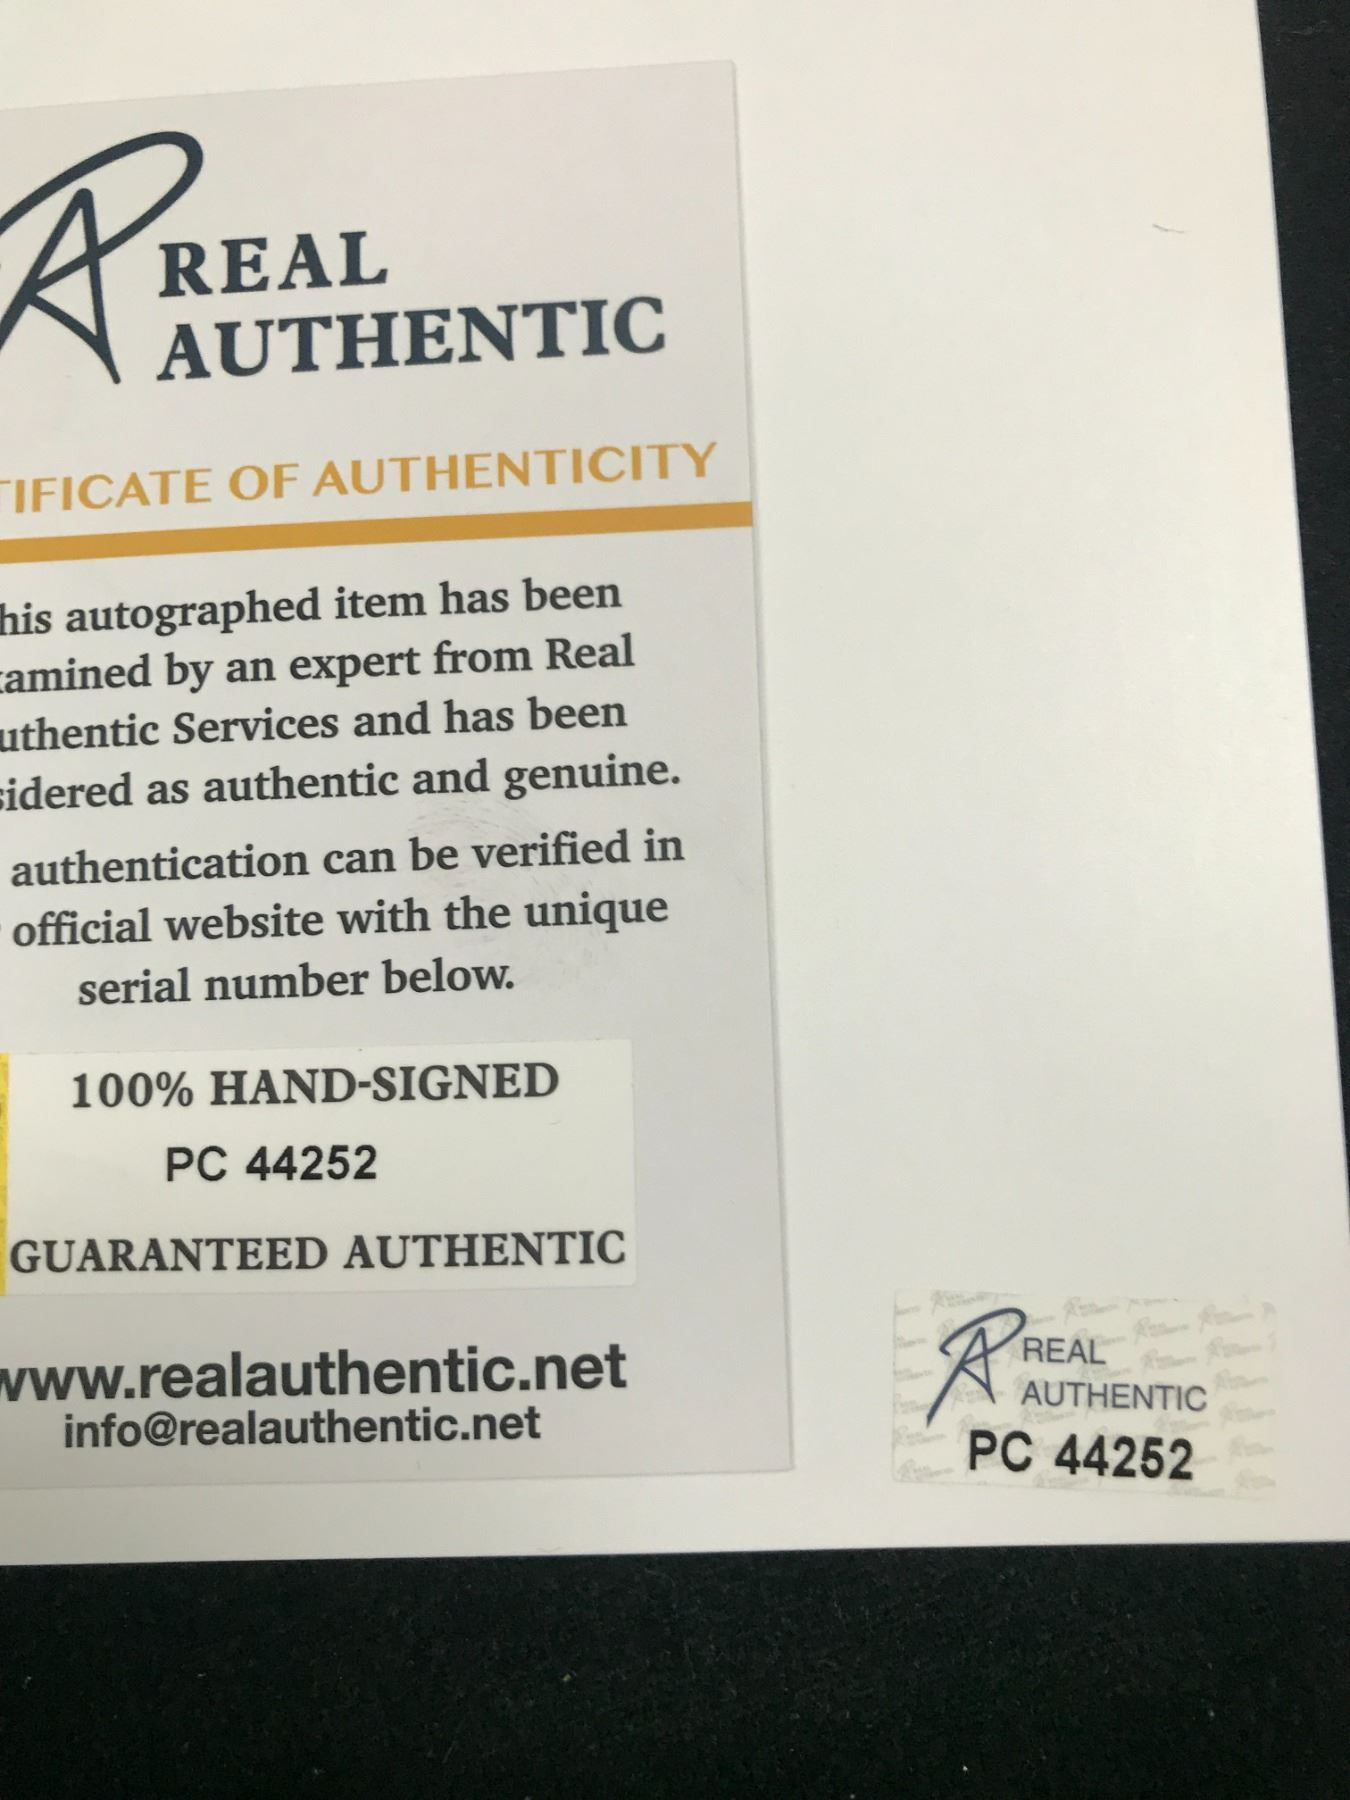 REAL
AUTHENTIC
TIFICATE OF AUTHENTICITY
his autographed item has been
amined by an expert from Real
uthentic Services and has been
sidered as authentic and genuine.
authentication can be verified in
official website with the unique
serial number below.
100% HAND-SIGNED
PC 44252
GUARANTEED AUTHENTIC
www.realauthentic.net
info@realauthentic.net
REAL
AUTHENTIC
PC 44252